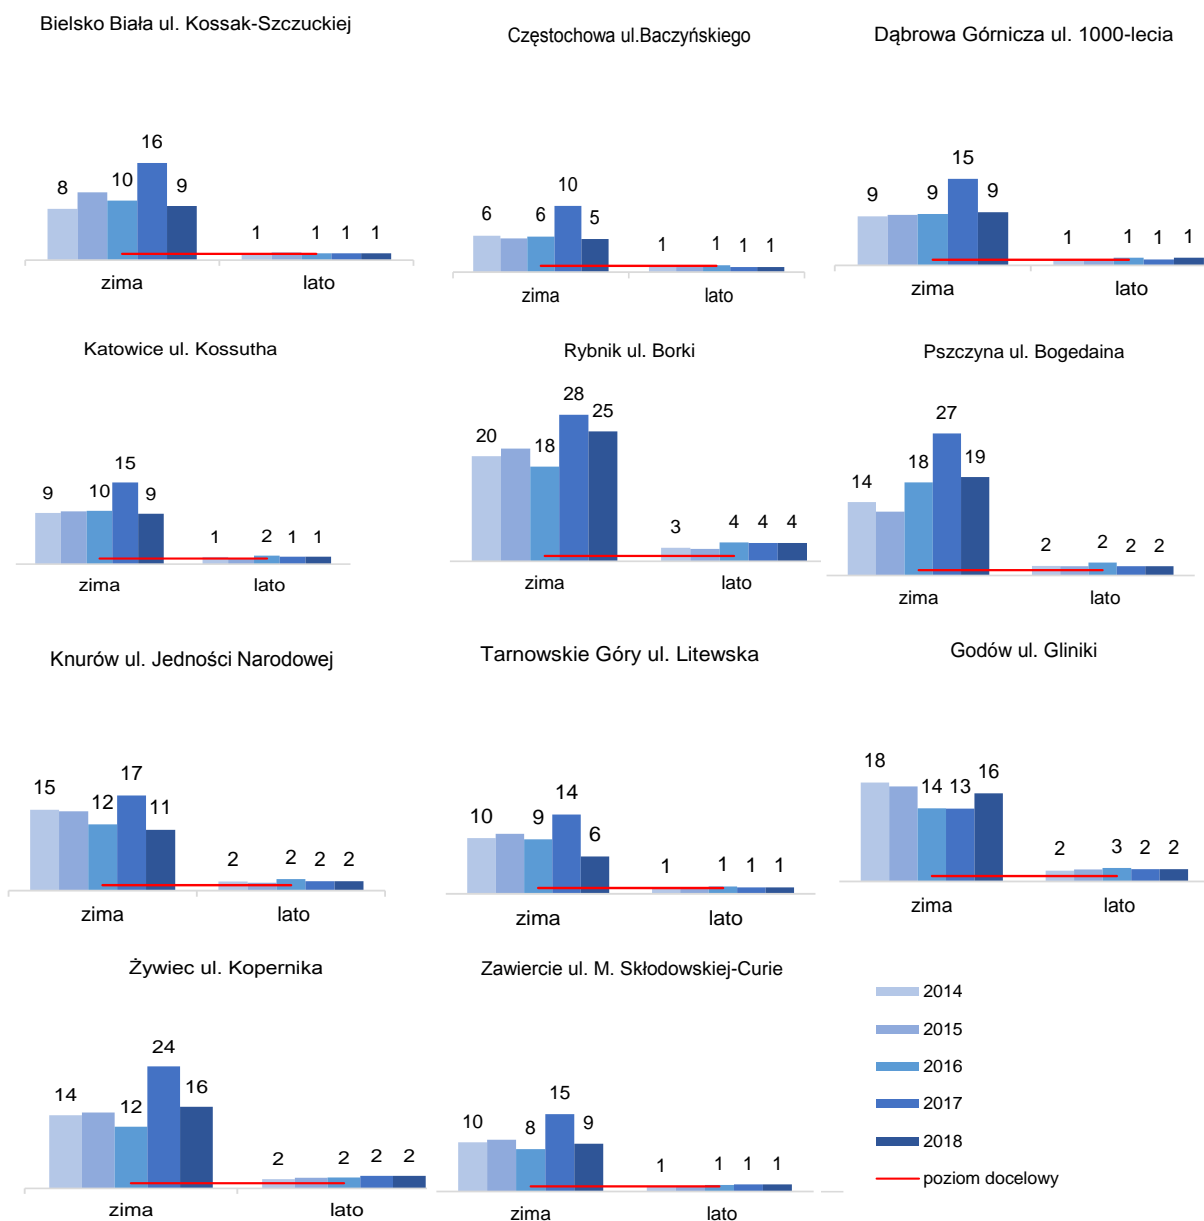 Bielsko Biała ul. Kossak-Szczuckiej
8 10 16 9
1 1 1 1
zima lato
Częstochowa ul.Baczyńskiego
6 6 10 5
1 1 1 1
zima lato
Dąbrowa Górnicza ul. 1000-lecia
9 9 15 9
1 1 1 1
zima lato
Katowice ul. Kossutha
9 10 15 9
1 2 1 1
zima lato
Rybnik ul. Borki
20 18 28 25
3 4 4 4
zima lato
Pszczyna ul. Bogedaina
14 18 27 19
2 2 2 2
zima lato
Knurów ul. Jedności Narodowej
15 12 17 11
2 2 2 2
zima lato
Tarnowskie Góry ul. Litewska
10 9 14 6
1 1 1 1
zima lato
Godów ul. Gliniki
18 14 13 16
2 3 2 2
zima lato
Żywiec ul. Kopernika
14 12 24 16
2 2 2 2
zima lato
Zawiercie ul. M. Skłodowskiej-Curie
10 8 15 9
1 1 1 1
zima lato
2014
2015
2016
2017
2018
poziom docelowy